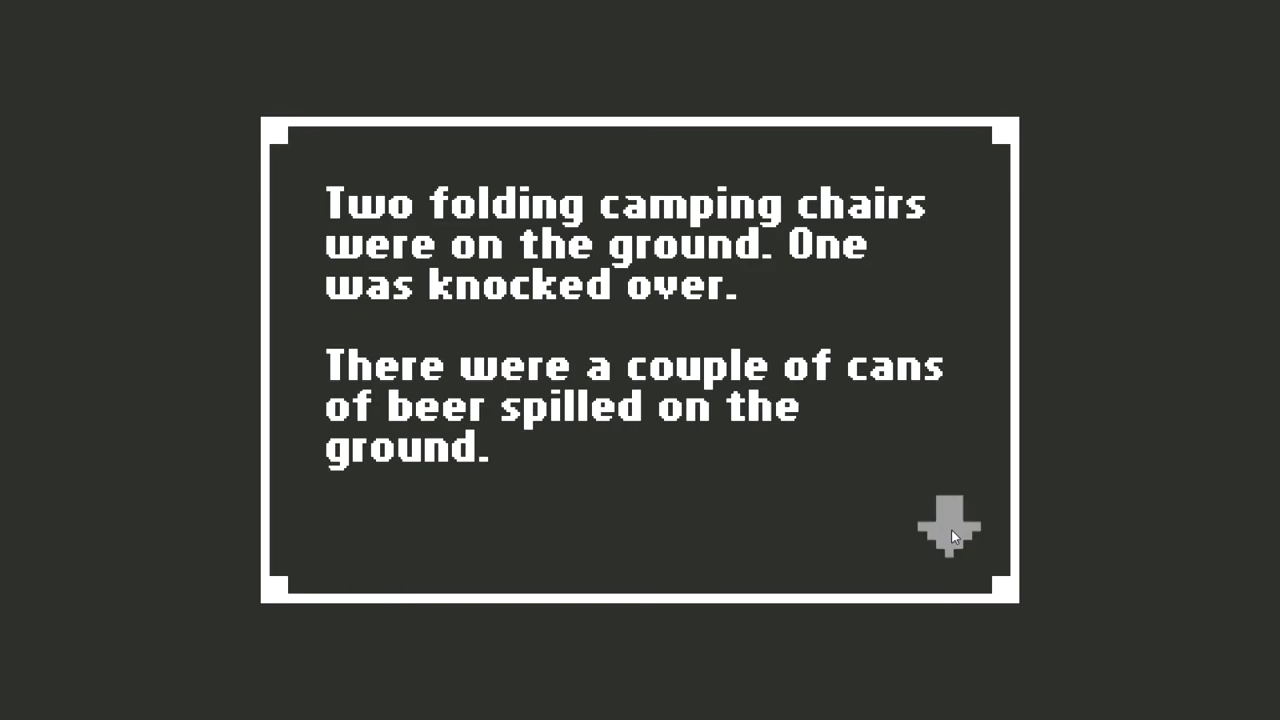 Two folding camping chairs
were on the ground. One
was knocked over.
There were a couple of cans
of beer spilled on the
ground.